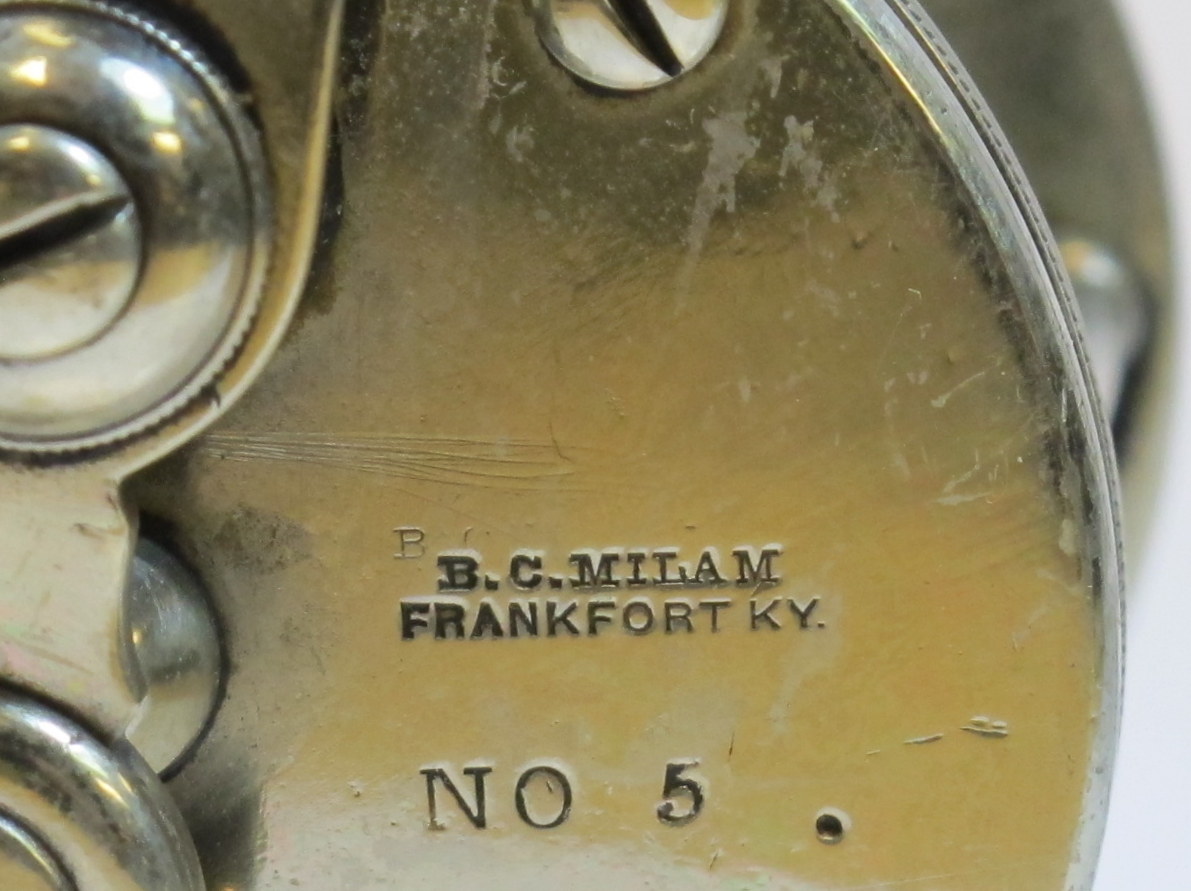 B
B.C.MILAM
FRANKFORT KY.
NO 5.